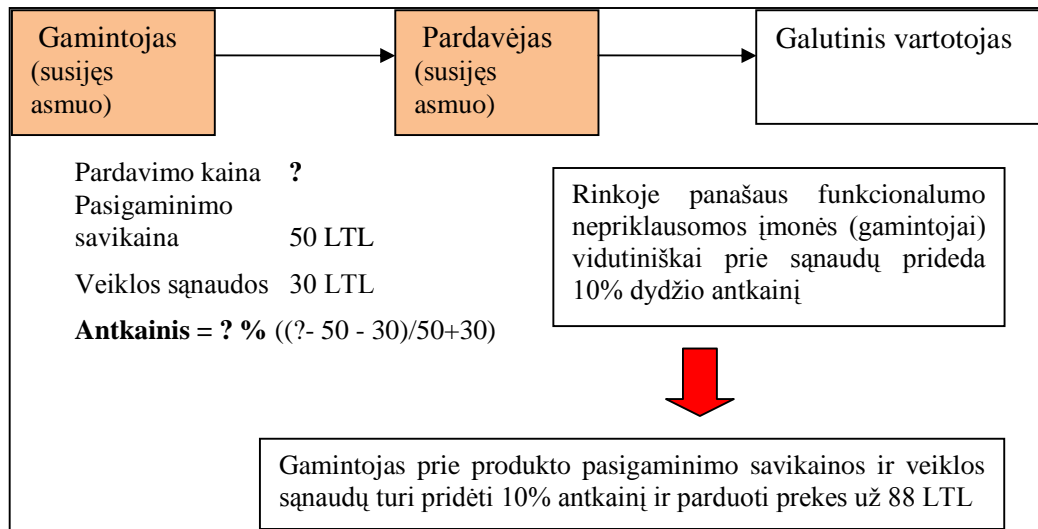 Gamintojas
(susijęs
asmuo)
Pardavėjas
(susijęs
asmuo)
Galutinis vartotojas
Pardavimo kaina ?
Pasigaminimo
savikaina 50 LTL
Veiklos sąnaudos 30 LTL
Antkainis = ? % ((?- 50 - 30)/50+30)
Rinkoje panašaus funkcionalumo
nepriklausomos įmonės (gamintojai)
vidutiniškai prie sąnaudų prideda
10% dydžio antkainį
Gamintojas prie produkto pasigaminimo savikainos ir veiklos
sąnaudų turi pridėti 10% antkainį ir parduoti prekes už 88 LTL